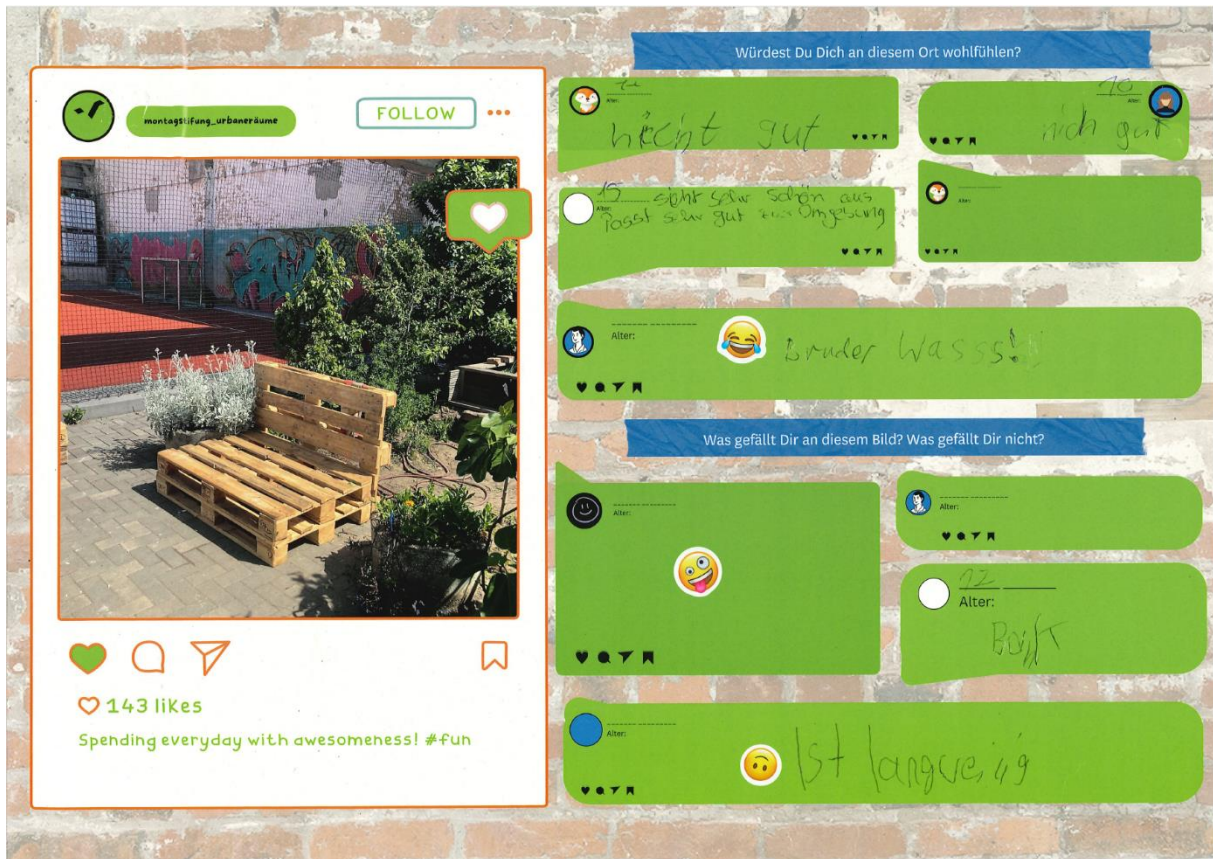 montagstifung_urbaneräume
FOLLOW
143 likes
Spending everyday with awesomeness! #fun
Würdest Du Dich an diesem Ort wohlfühlen?
Alter:
gut
10
Alter:
nich gut
15
Alter:
sieht sehr schön aus
Passt sehr gut zur Umgebung
Alter:
Alter:
Bruder Wasss!
Was gefällt Dir an diesem Bild? Was gefällt Dir nicht?
Alter:
Alter:
12
Alter:
Alter:
Ist langweilig